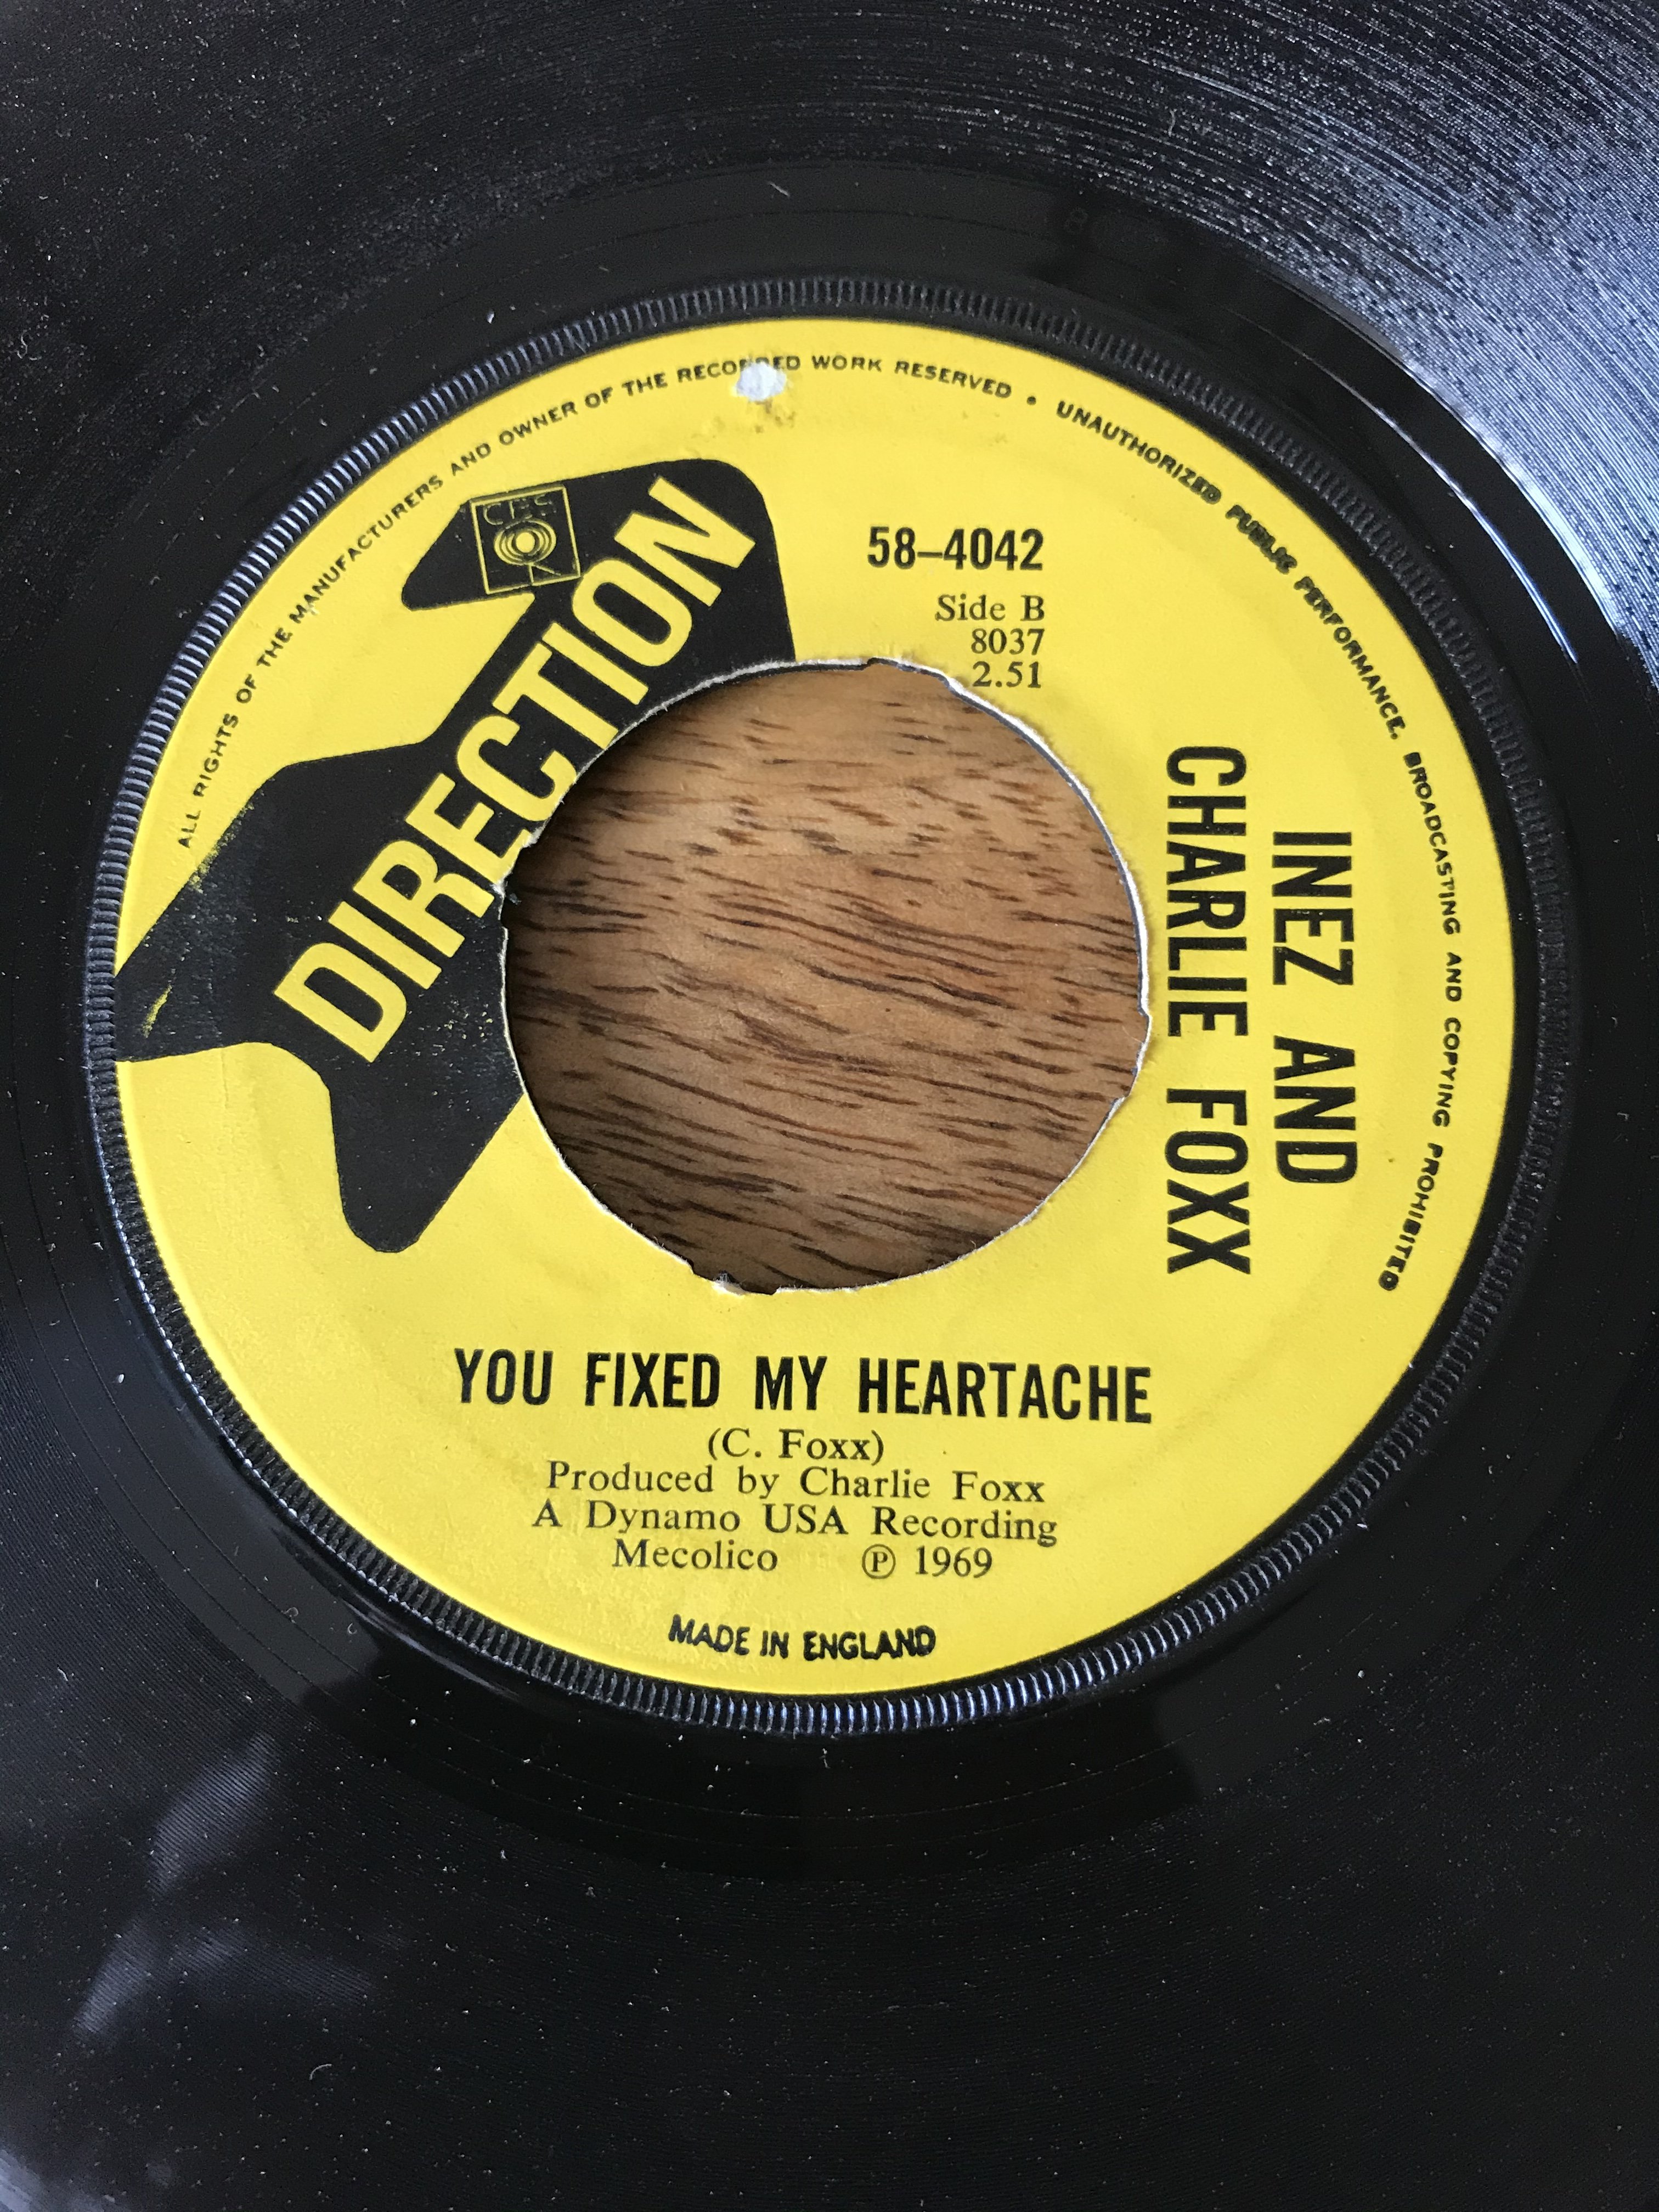 ALL RIGHTS OF THE MANUFACTURERS AND OWNER OF THE RECORDED WORK RESERVED • UNAUTHORIZED PUBLIC PERFORMANCE, BROADCASTING AND COPYING PROHIBITED
CBS
DIRECTION
58–4042
Side B
8037
2.51
INEZ AND
CHARLIE FOXX
YOU FIXED MY HEARTACHE
(C. Foxx)
Produced by Charlie Foxx
A Dynamo USA Recording
Mecolico ℗ 1969
MADE IN ENGLAND